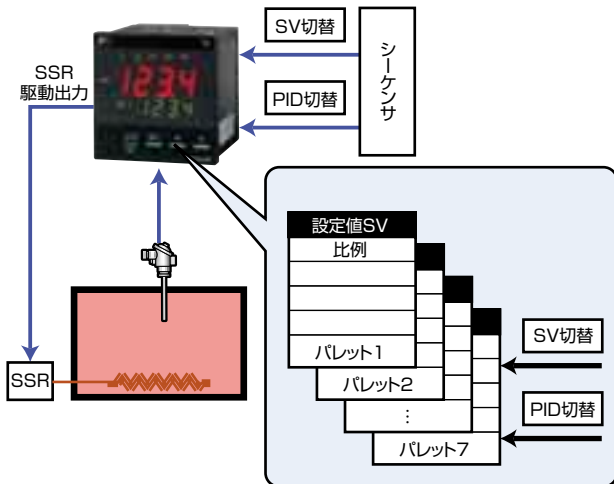 SV切替
SSR
駆動出力
1234
1234
PID切替
シーケンサ
設定値SV
比例
パレット1
パレット2
⋮
パレット7
SV切替
PID切替
SSR